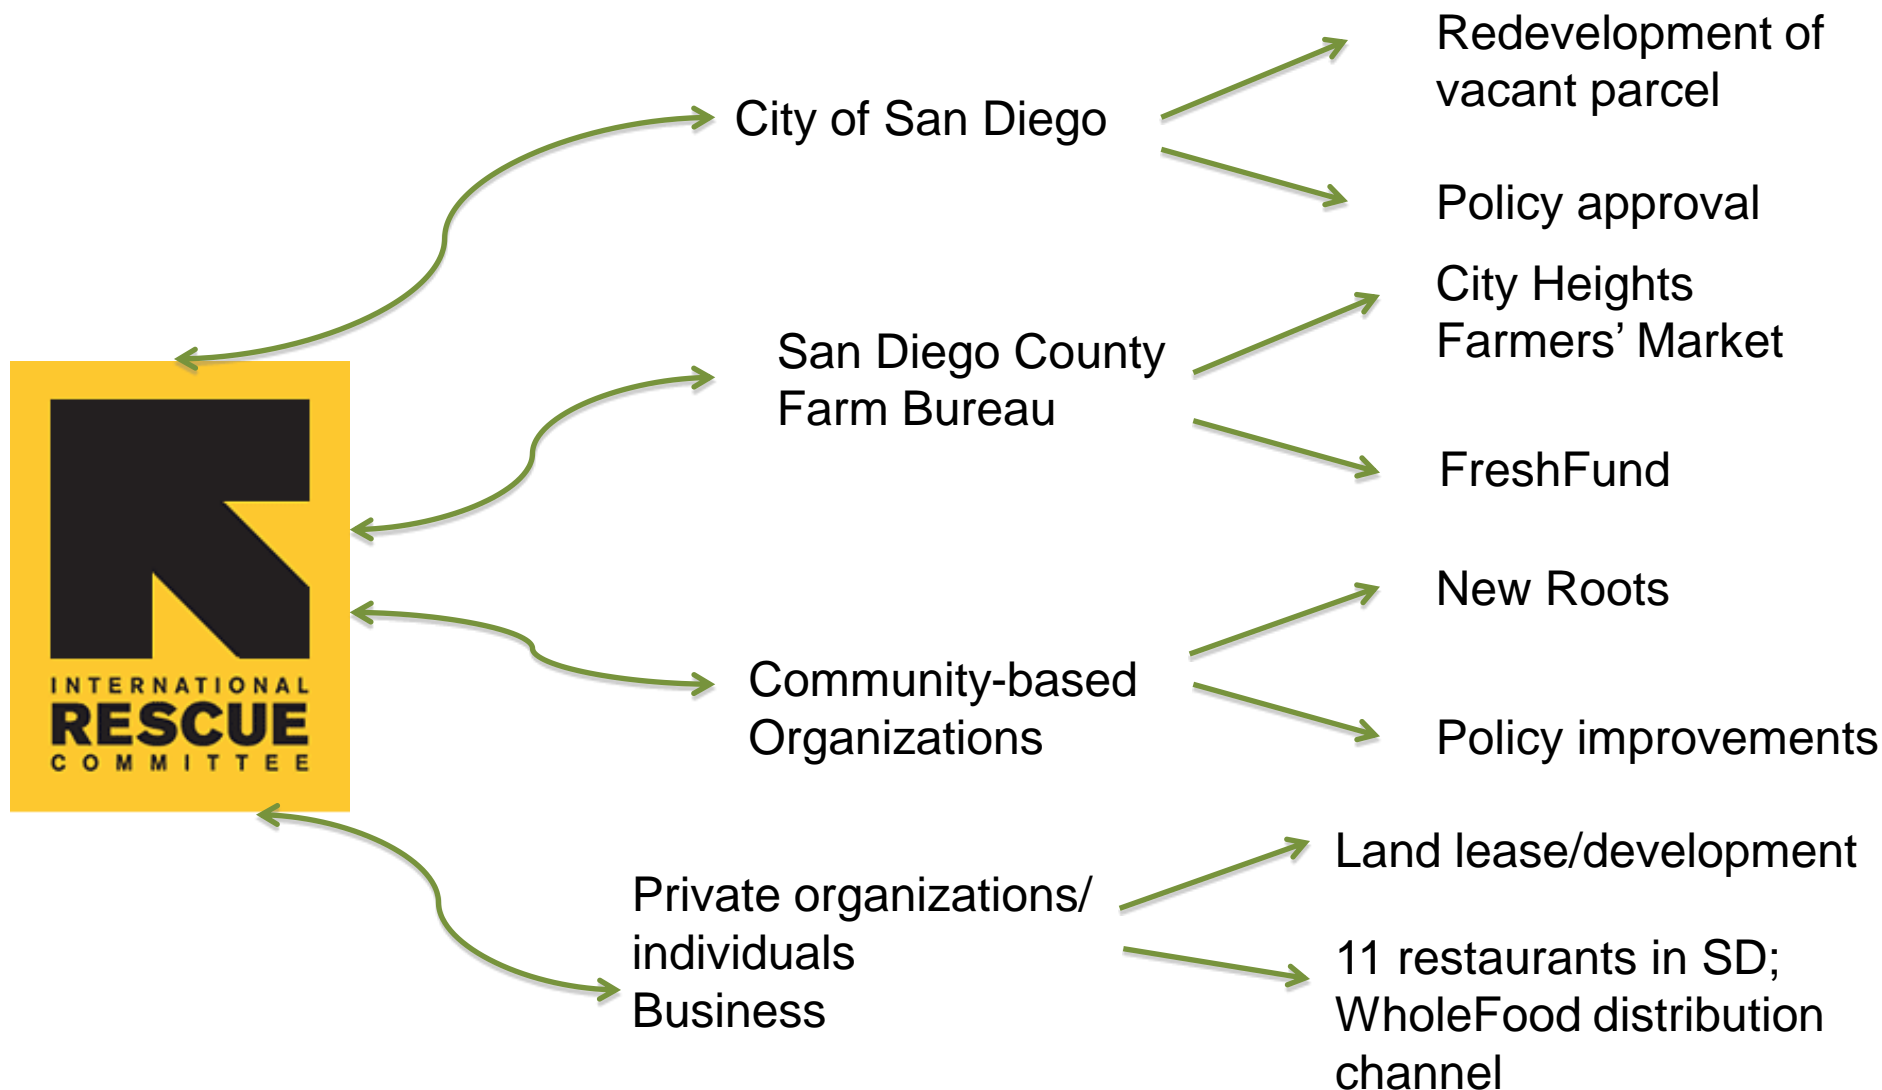 Redevelopment of
vacant parcel
City of San Diego
Policy approval
City Heights
Farmers’ Market
San Diego County
Farm Bureau
FreshFund
INTERNATIONAL
RESCUE
COMMITTEE
New Roots
Community-based
Organizations
Policy improvements
Land lease/development
Private organizations/
individuals
Business
11 restaurants in SD;
WholeFood distribution
channel